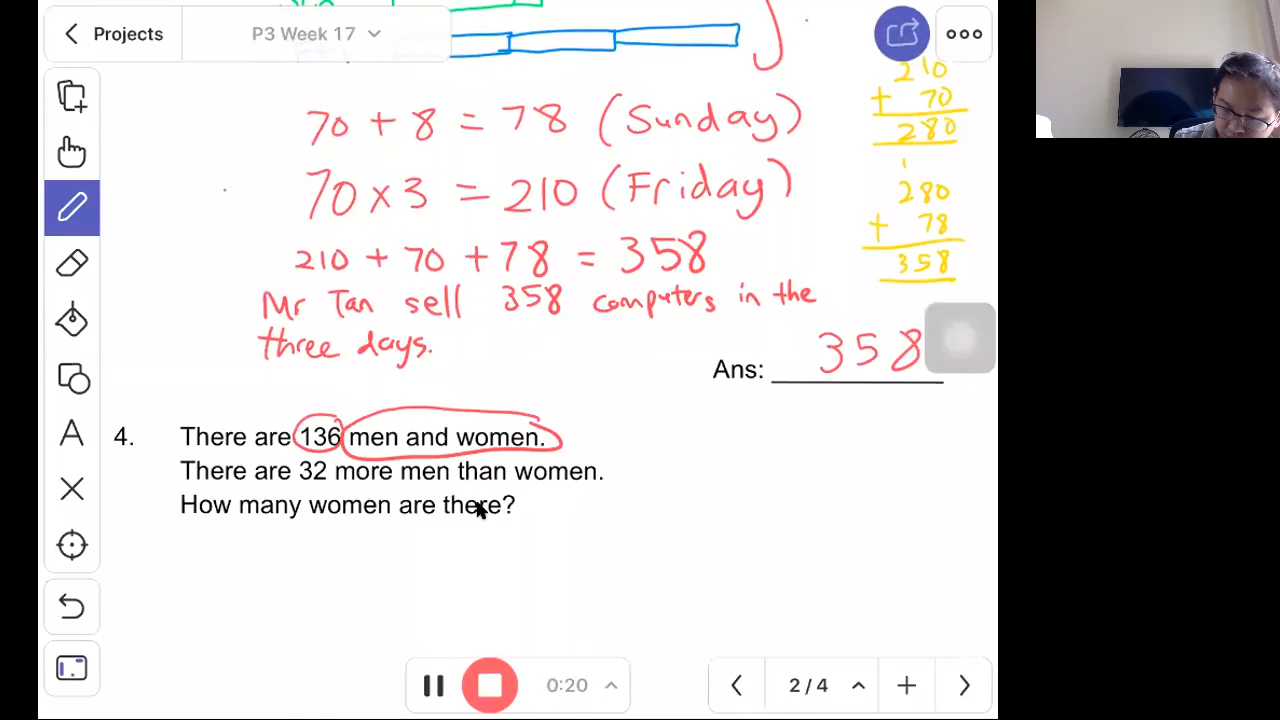 Projects
P3 Week 17
70 + 8 = 78 (Sunday)
70 x 3 = 210 (Friday)
210 + 70 + 78 = 358
Mr Tan sell 358 computers in the
three days.
210
+ 70
280
1
280
+ 78
358
Ans: 358
4. There are 136 men and women.
There are 32 more men than women.
How many women are there?
A
0:20
2 / 4